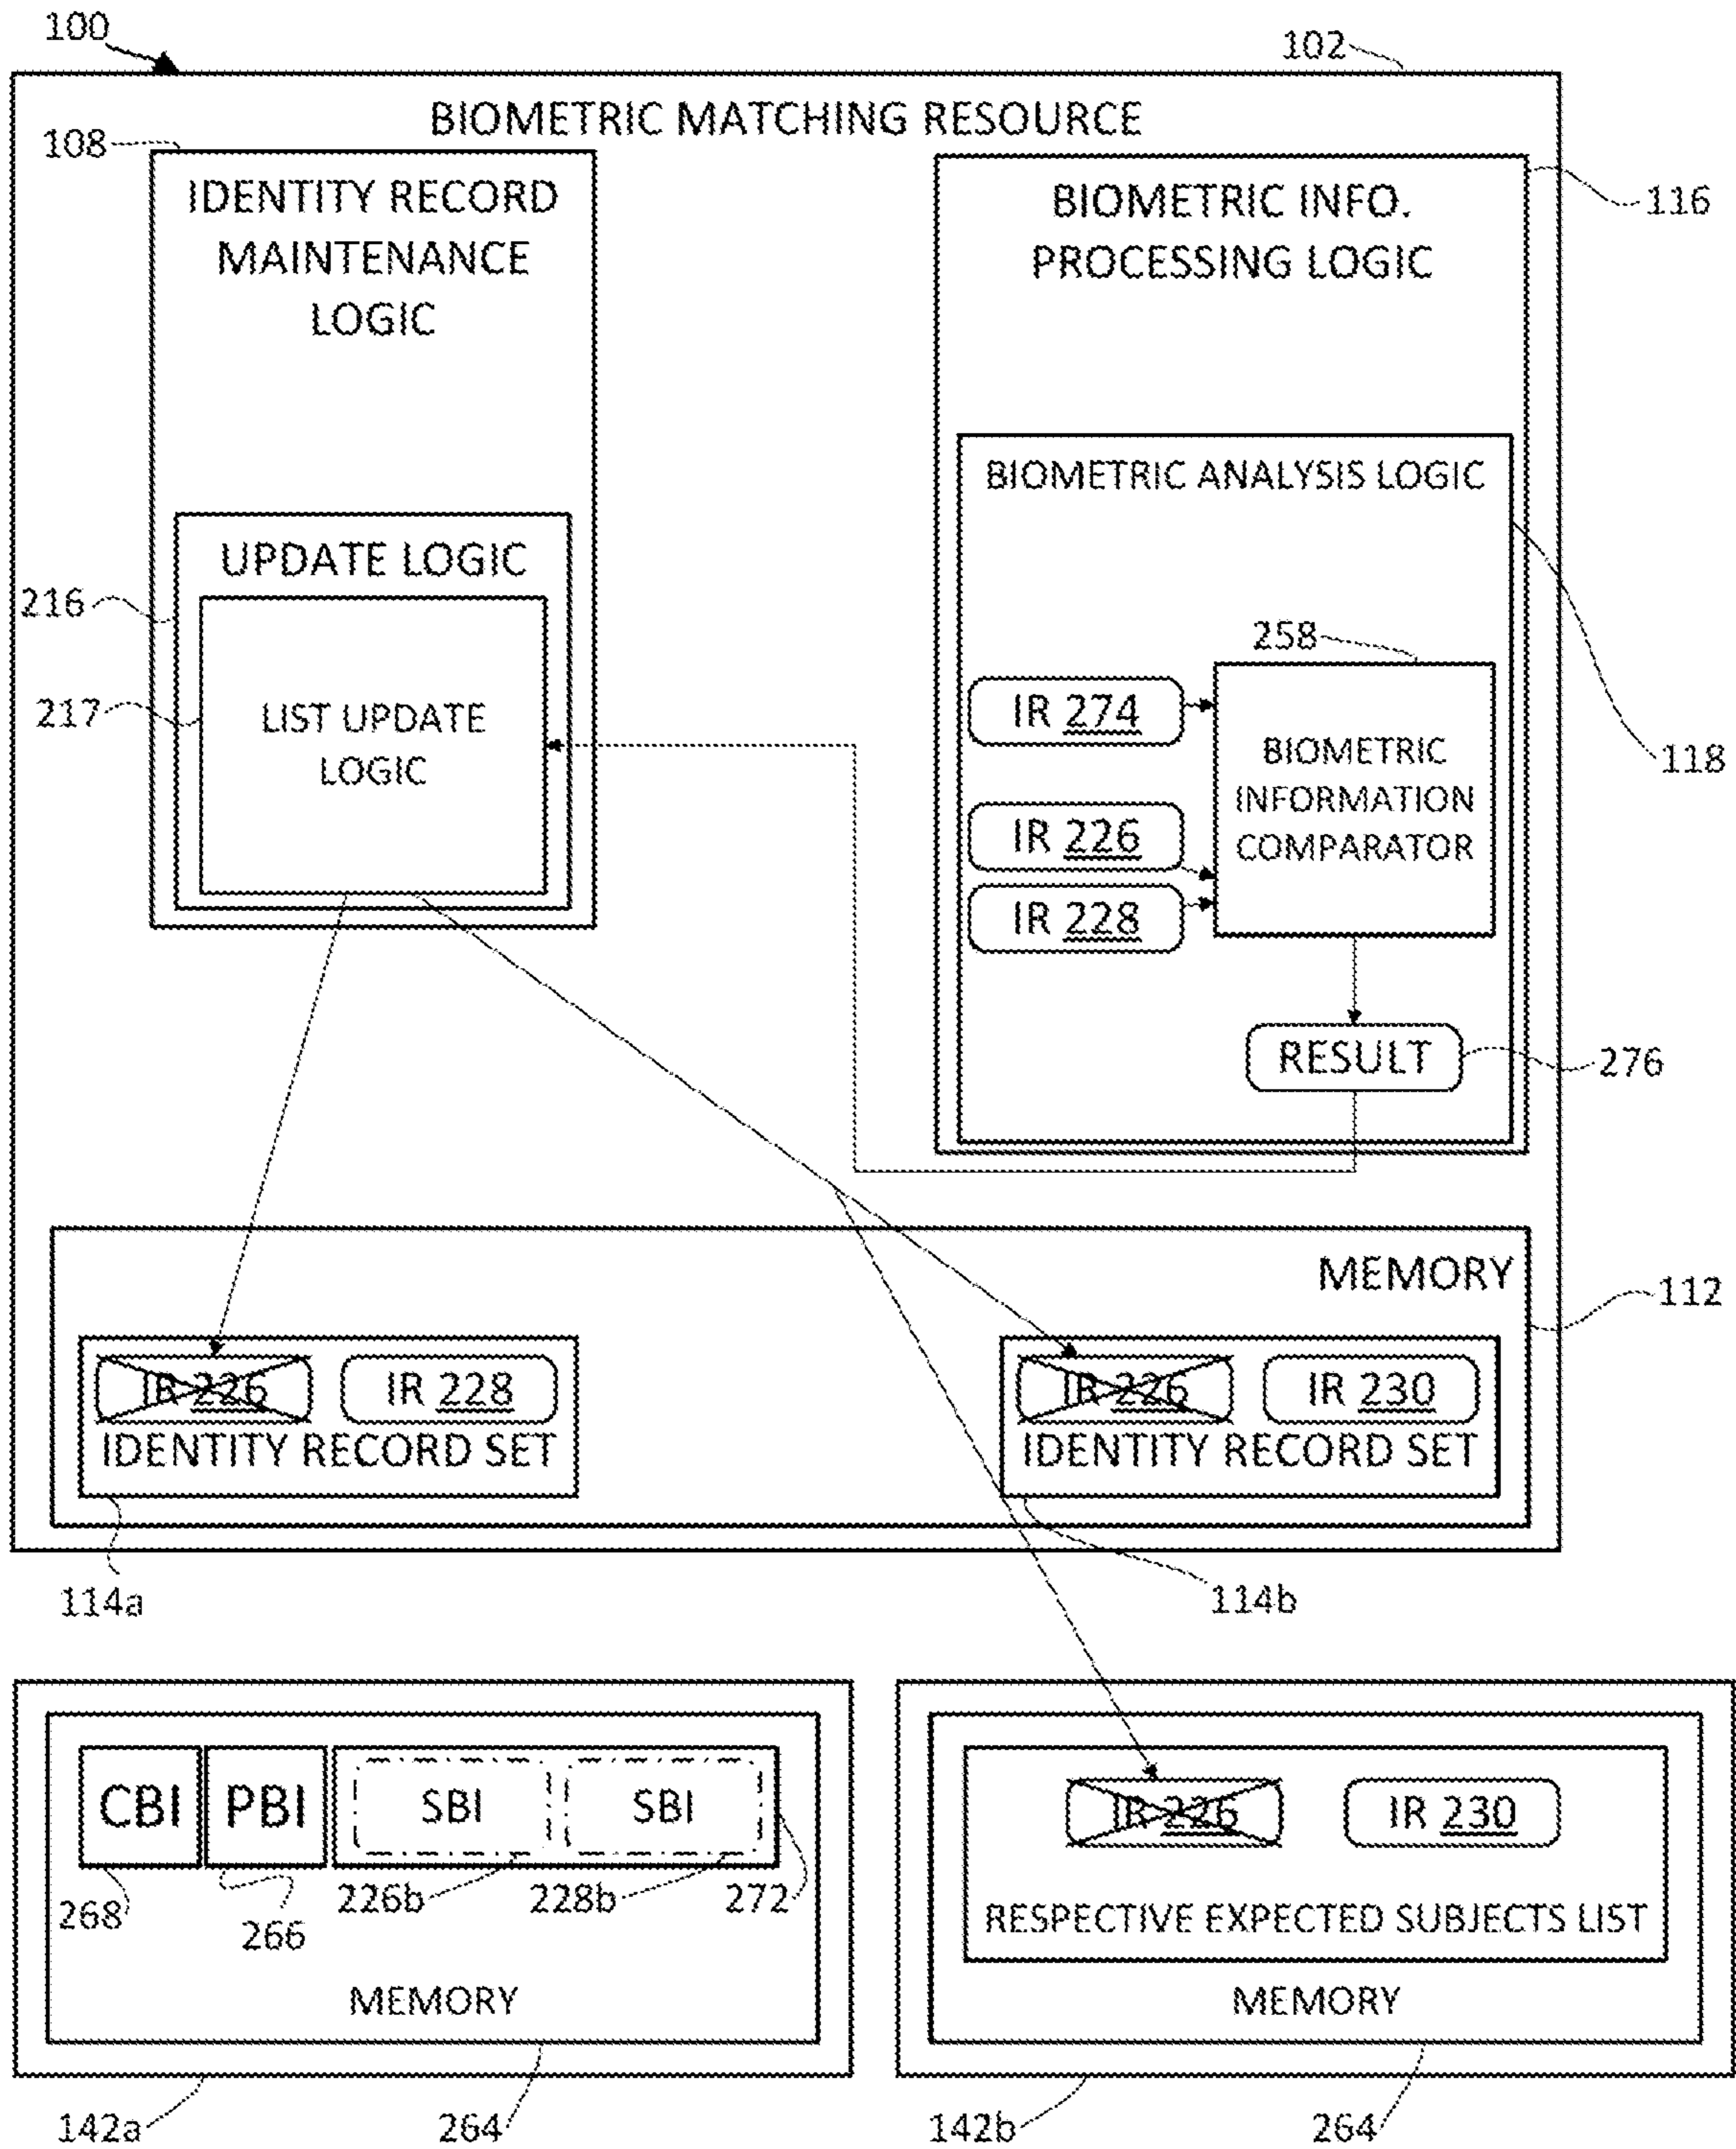 100
102
BIOMETRIC MATCHING RESOURCE
108
IDENTITY RECORD
MAINTENANCE
LOGIC
BIOMETRIC INFO.
PROCESSING LOGIC
116
BIOMETRIC ANALYSIS LOGIC
UPDATE LOGIC
216
217
LIST UPDATE
LOGIC
258
IR 274
IR 226
IR 228
BIOMETRIC
INFORMATION
COMPARATOR
118
RESULT
276
MEMORY
112
IR 226
IR 228
IDENTITY RECORD SET
IR 226
IR 230
IDENTITY RECORD SET
114a
114b
CBI
PBI
SBI
SBI
268
266
226b
228b
272
MEMORY
IR 226
IR 230
RESPECTIVE EXPECTED SUBJECTS LIST
MEMORY
142a
264
142b
264